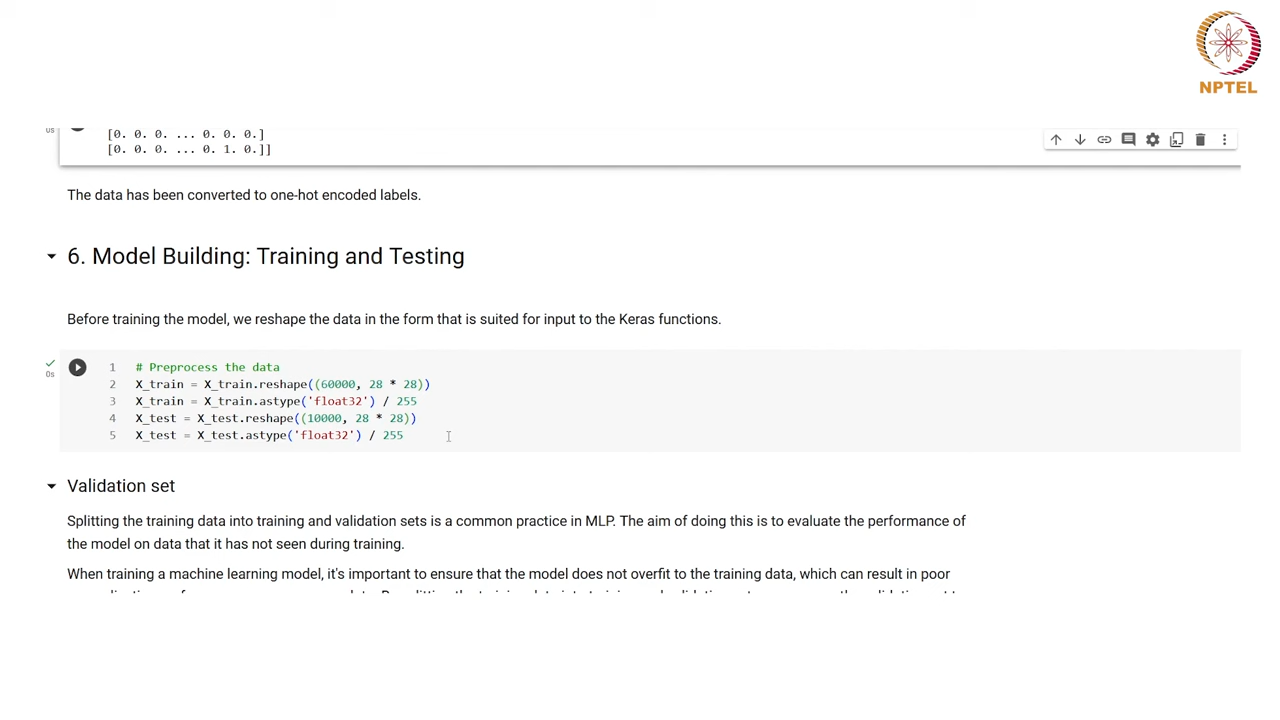 NPTEL
0s
[0. 0. 0. ... 0. 0. 0.]
[0. 0. 0. ... 0. 1. 0.]]
The data has been converted to one-hot encoded labels.
6. Model Building: Training and Testing
Before training the model, we reshape the data in the form that is suited for input to the Keras functions.
0s
1 # Preprocess the data
2 X_train = X_train.reshape((60000, 28 * 28))
3 X_train = X_train.astype('float32') / 255
4 X_test = X_test.reshape((10000, 28 * 28))
5 X_test = X_test.astype('float32') / 255
Validation set
Splitting the training data into training and validation sets is a common practice in MLP. The aim of doing this is to evaluate the performance of
the model on data that it has not seen during training.
When training a machine learning model, it's important to ensure that the model does not overfit to the training data, which can result in poor